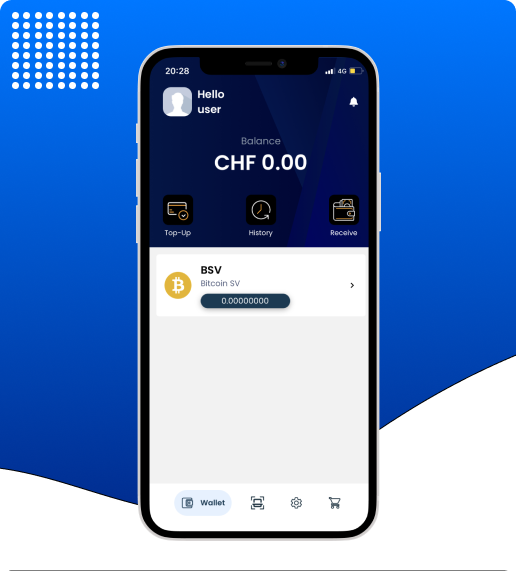 20:28
4G
Hello
user
Balance
CHF 0.00
Top-Up
History
Receive
BSV
Bitcoin SV
0.00000000
Wallet